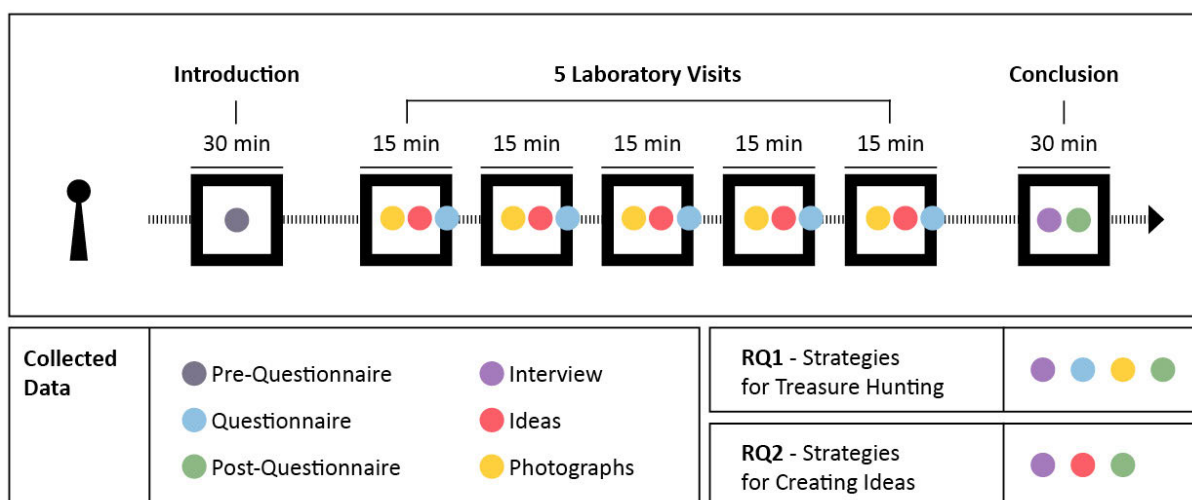 Introduction
5 Laboratory Visits
Conclusion
30 min
15 min
15 min
15 min
15 min
15 min
30 min
Collected
Data
Pre-Questionnaire
Questionnaire
Post-Questionnaire
Interview
Ideas
Photographs
RQ1 - Strategies
for Treasure Hunting
RQ2 - Strategies
for Creating Ideas